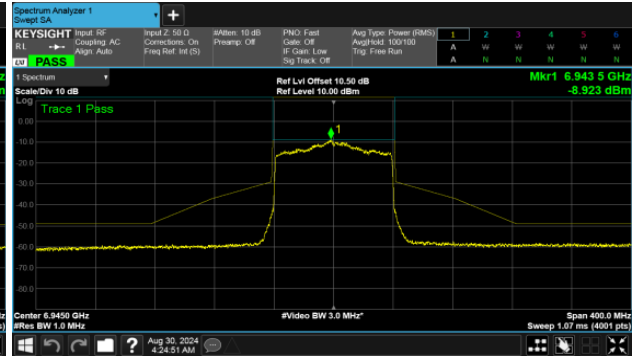 Spectrum Analyzer 1
Swept SA
+
KEYSIGHT Input: RF Input Z: 50 Ω #Atten: 10 dB PNO: Fast Avg Type: Power (RMS) 1 2 3 4 5 6
RL Coupling: AC Corrections: On Preamp: Off Gate: Off Avg|Hold: 100/100 A W W W W W
Align: Auto Freq Ref: Int (S) IF Gain: Low Trig: Free Run
LXI PASS Sig Track: Off A N N N N N
1 Spectrum Ref Lvl Offset 10.50 dB Mkr1 6.943 5 GHz
Scale/Div 10 dB Ref Level 10.00 dBm -8.923 dBm
Log
Trace 1 Pass
0.00
1
-10.0
-20.0
-30.0
-40.0
-50.0
-60.0
-70.0
-80.0
Center 6.9450 GHz #Video BW 3.0 MHz* Span 400.0 MHz
#Res BW 1.0 MHz Sweep 1.07 ms (4001 pts)
? Aug 30, 2024
4:24:51 AM